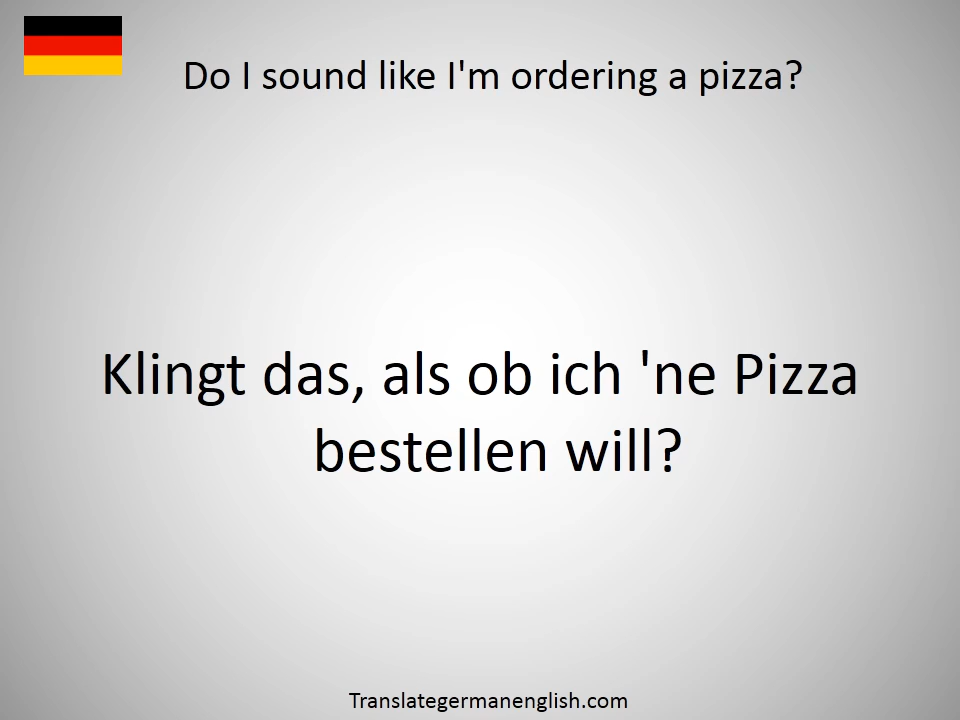 Do I sound like I'm ordering a pizza?
Klingt das, als ob ich 'ne Pizza
bestellen will?
Translategermanenglish.com